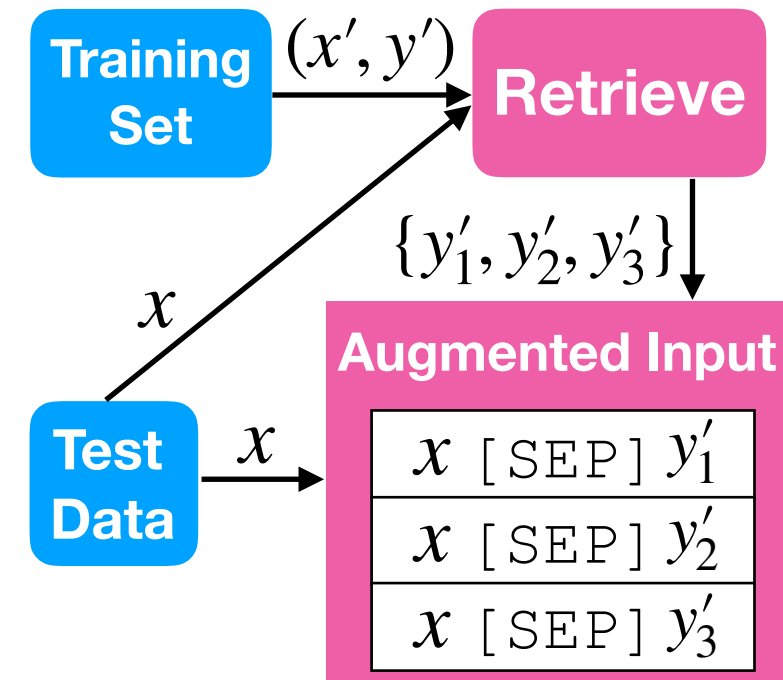 Training
Set
(x′, y′)
Retrieve
{y′₁, y′₂, y′₃}
x
Augmented Input
Test
Data
x
x [SEP] y′₁
x [SEP] y′₂
x [SEP] y′₃